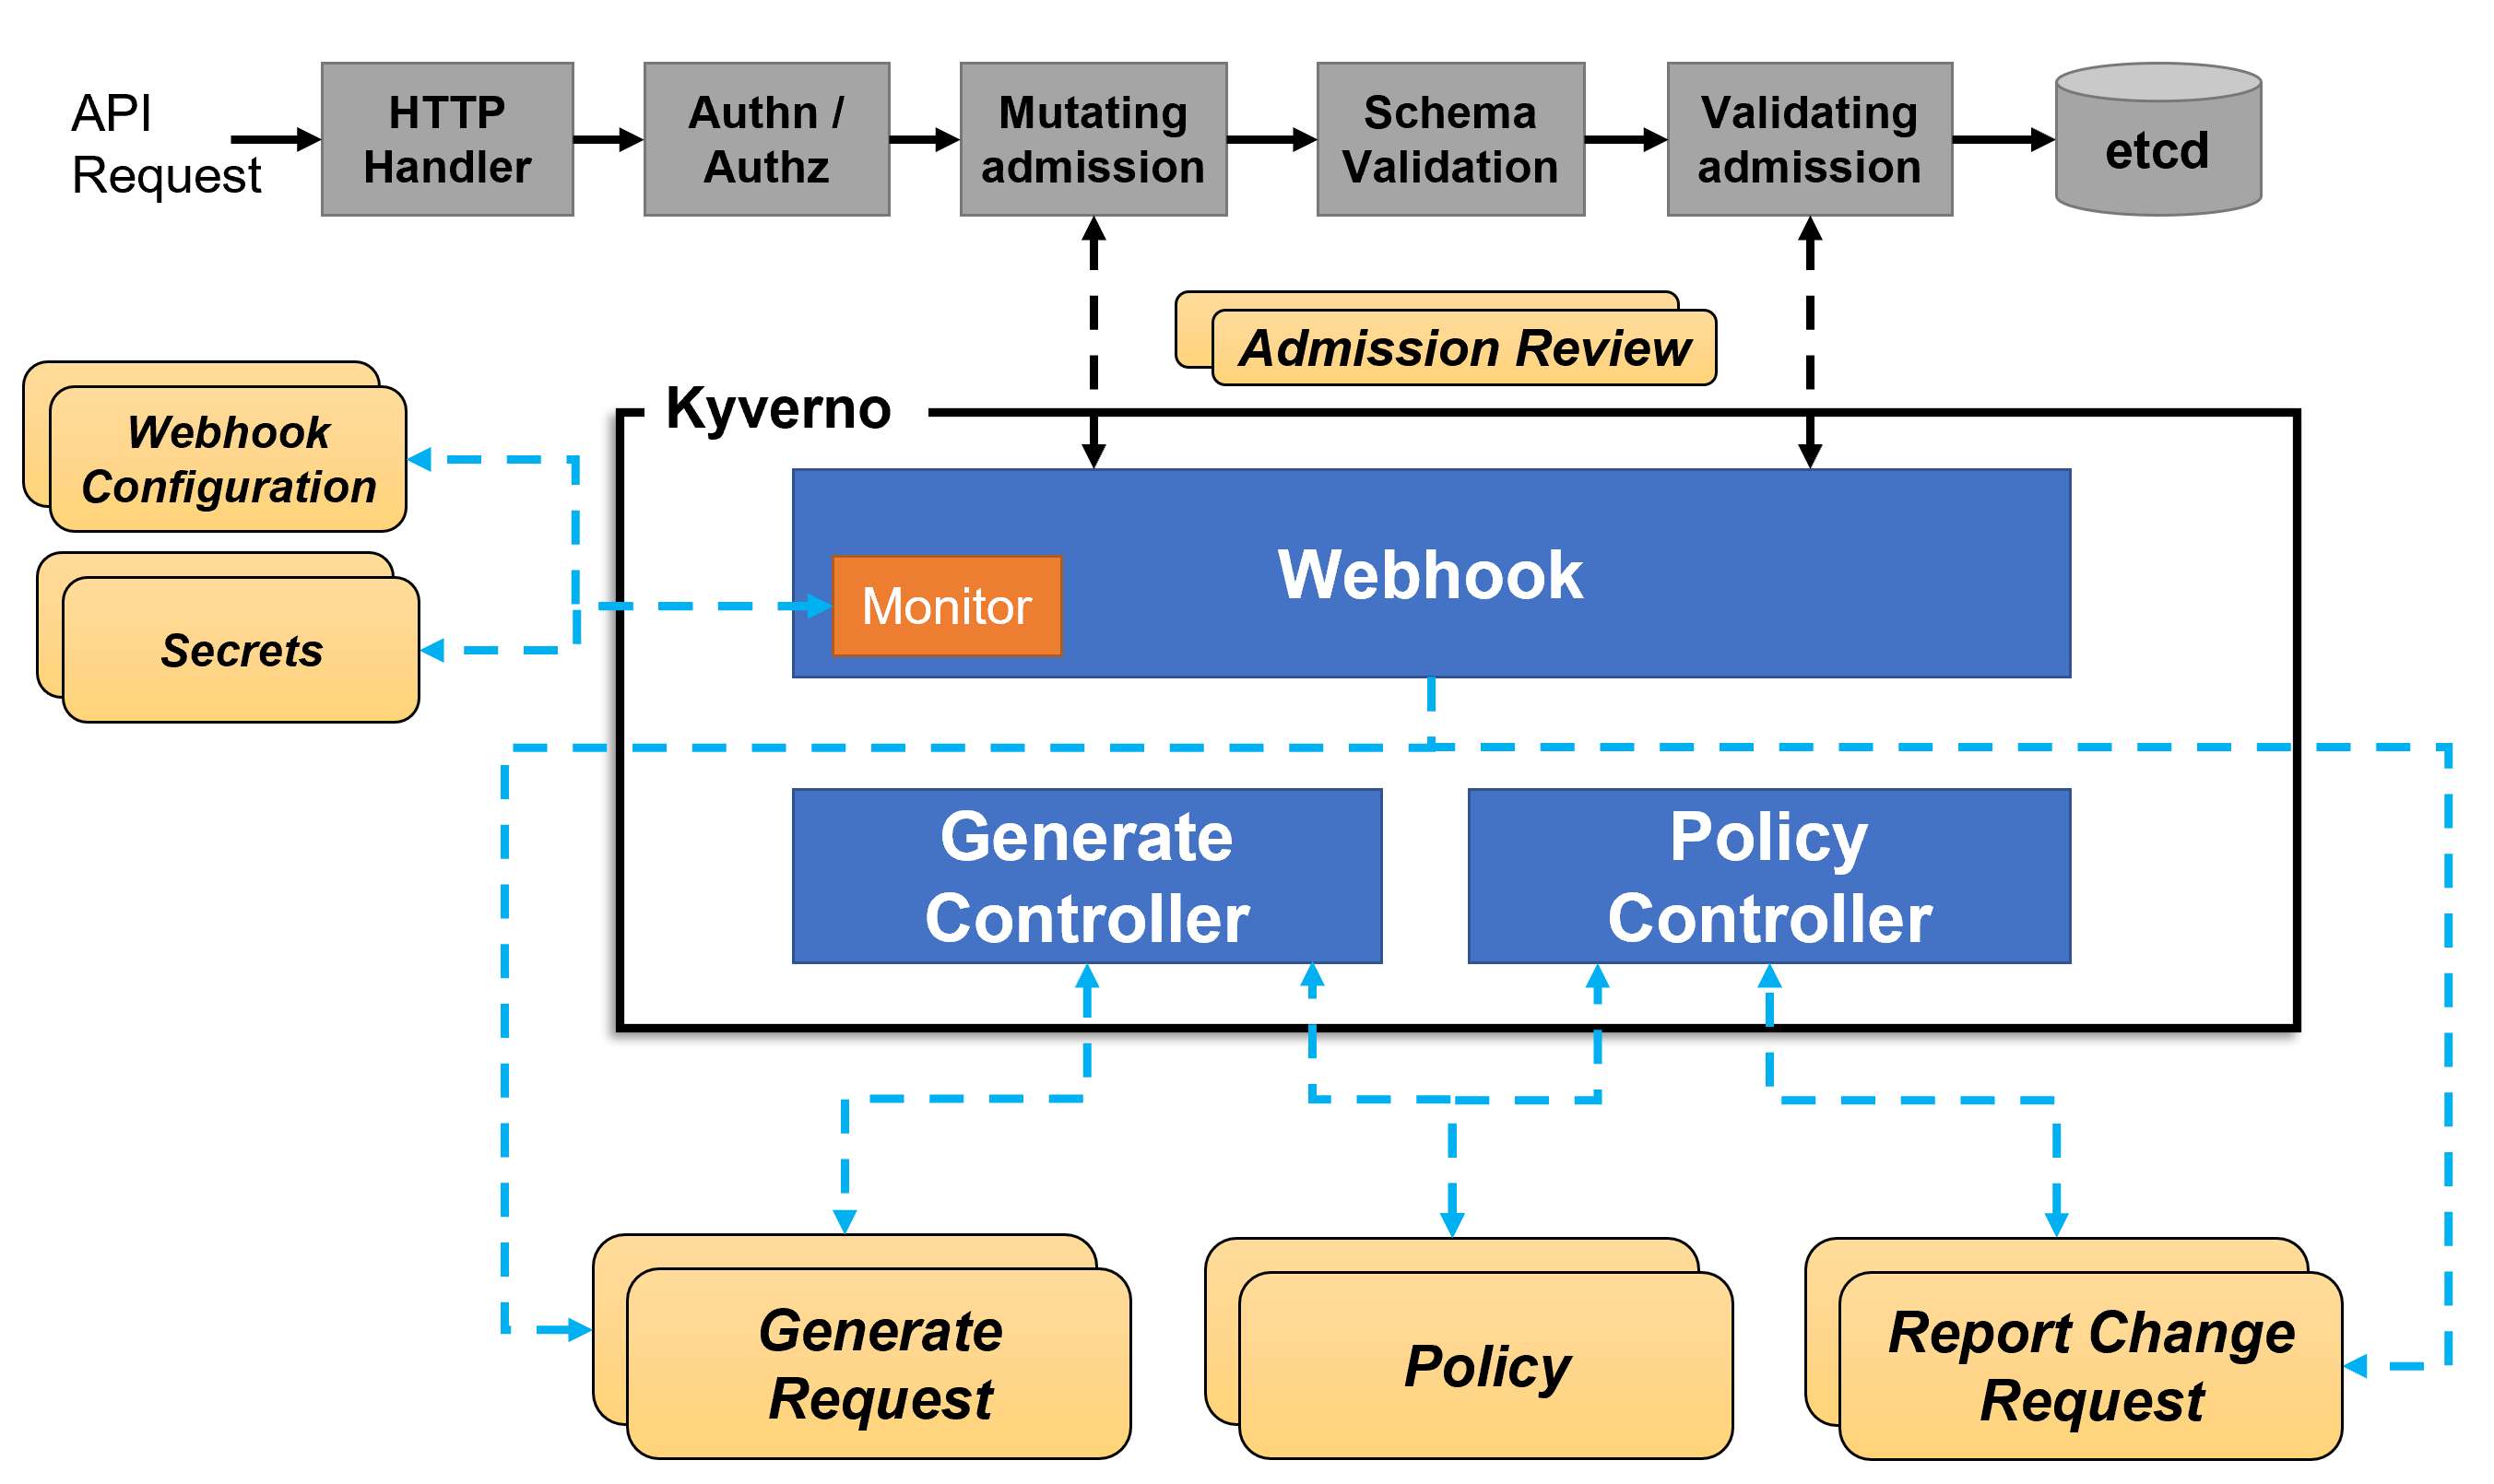 API
Request
HTTP
Handler
Authn /
Authz
Mutating
admission
Schema
Validation
Validating
admission
etcd
Admission Review
Kyverno
Webhook
Configuration
Secrets
Webhook
Monitor
Generate
Controller
Policy
Controller
Generate
Request
Policy
Report Change
Request